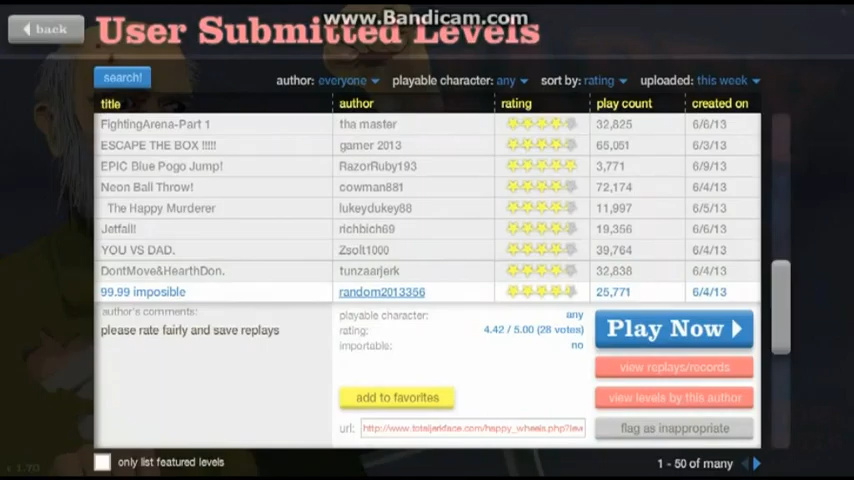 www.Bandicam.com
back
User Submitted Levels
search!
author: everyone playable character: any sort by: rating uploaded: this week
title author rating play count created on
FightingArena-Part 1 tha master 32,825 6/6/13
ESCAPE THE BOX !!!!! gamer 2013 65,051 6/3/13
EPIC Blue Pogo Jump! RazorRuby193 3,771 6/9/13
Neon Ball Throw! cowman881 72,174 6/4/13
The Happy Murderer lukeydukey88 11,997 6/5/13
Jetfall! richbich69 19,356 6/6/13
YOU VS DAD. Zsolt1000 39,764 6/4/13
DontMove&HearthDon. tunzaarjerk 32,838 6/4/13
99.99 imposible random2013356 25,771 6/4/13
author's comments:
please rate fairly and save replays
playable character: any
rating: 4.42 / 5.00 (28 votes)
importable: no
Play Now
view replays/records
add to favorites
view levels by this author
url: http://www.totaljerkface.com/happy_wheels.php?lev
flag as inappropriate
only list featured levels
1 - 50 of many
v 1.70